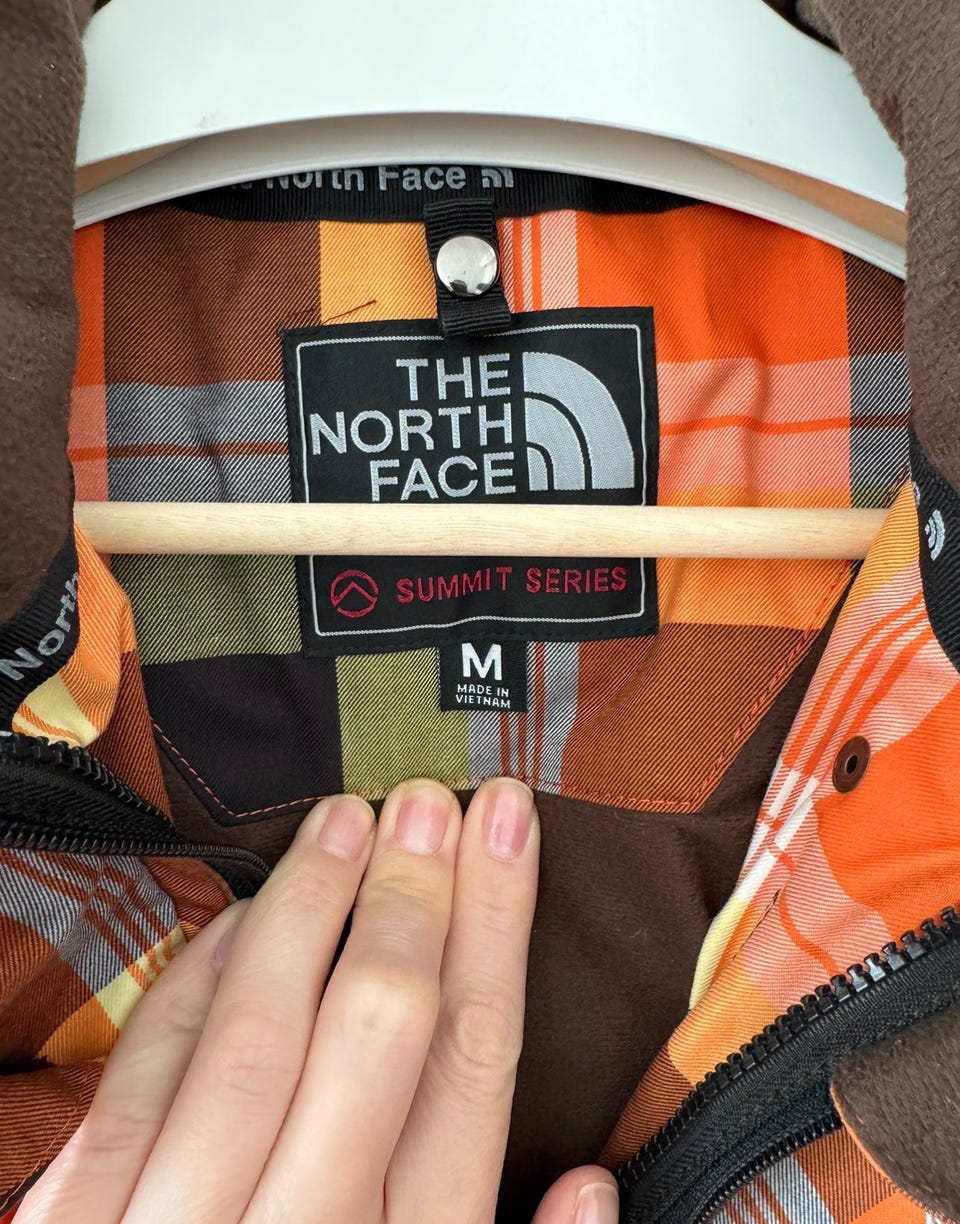 North Face
THE
NORTH
FACE
SUMMIT SERIES
M
MADE IN
VIETNAM
North